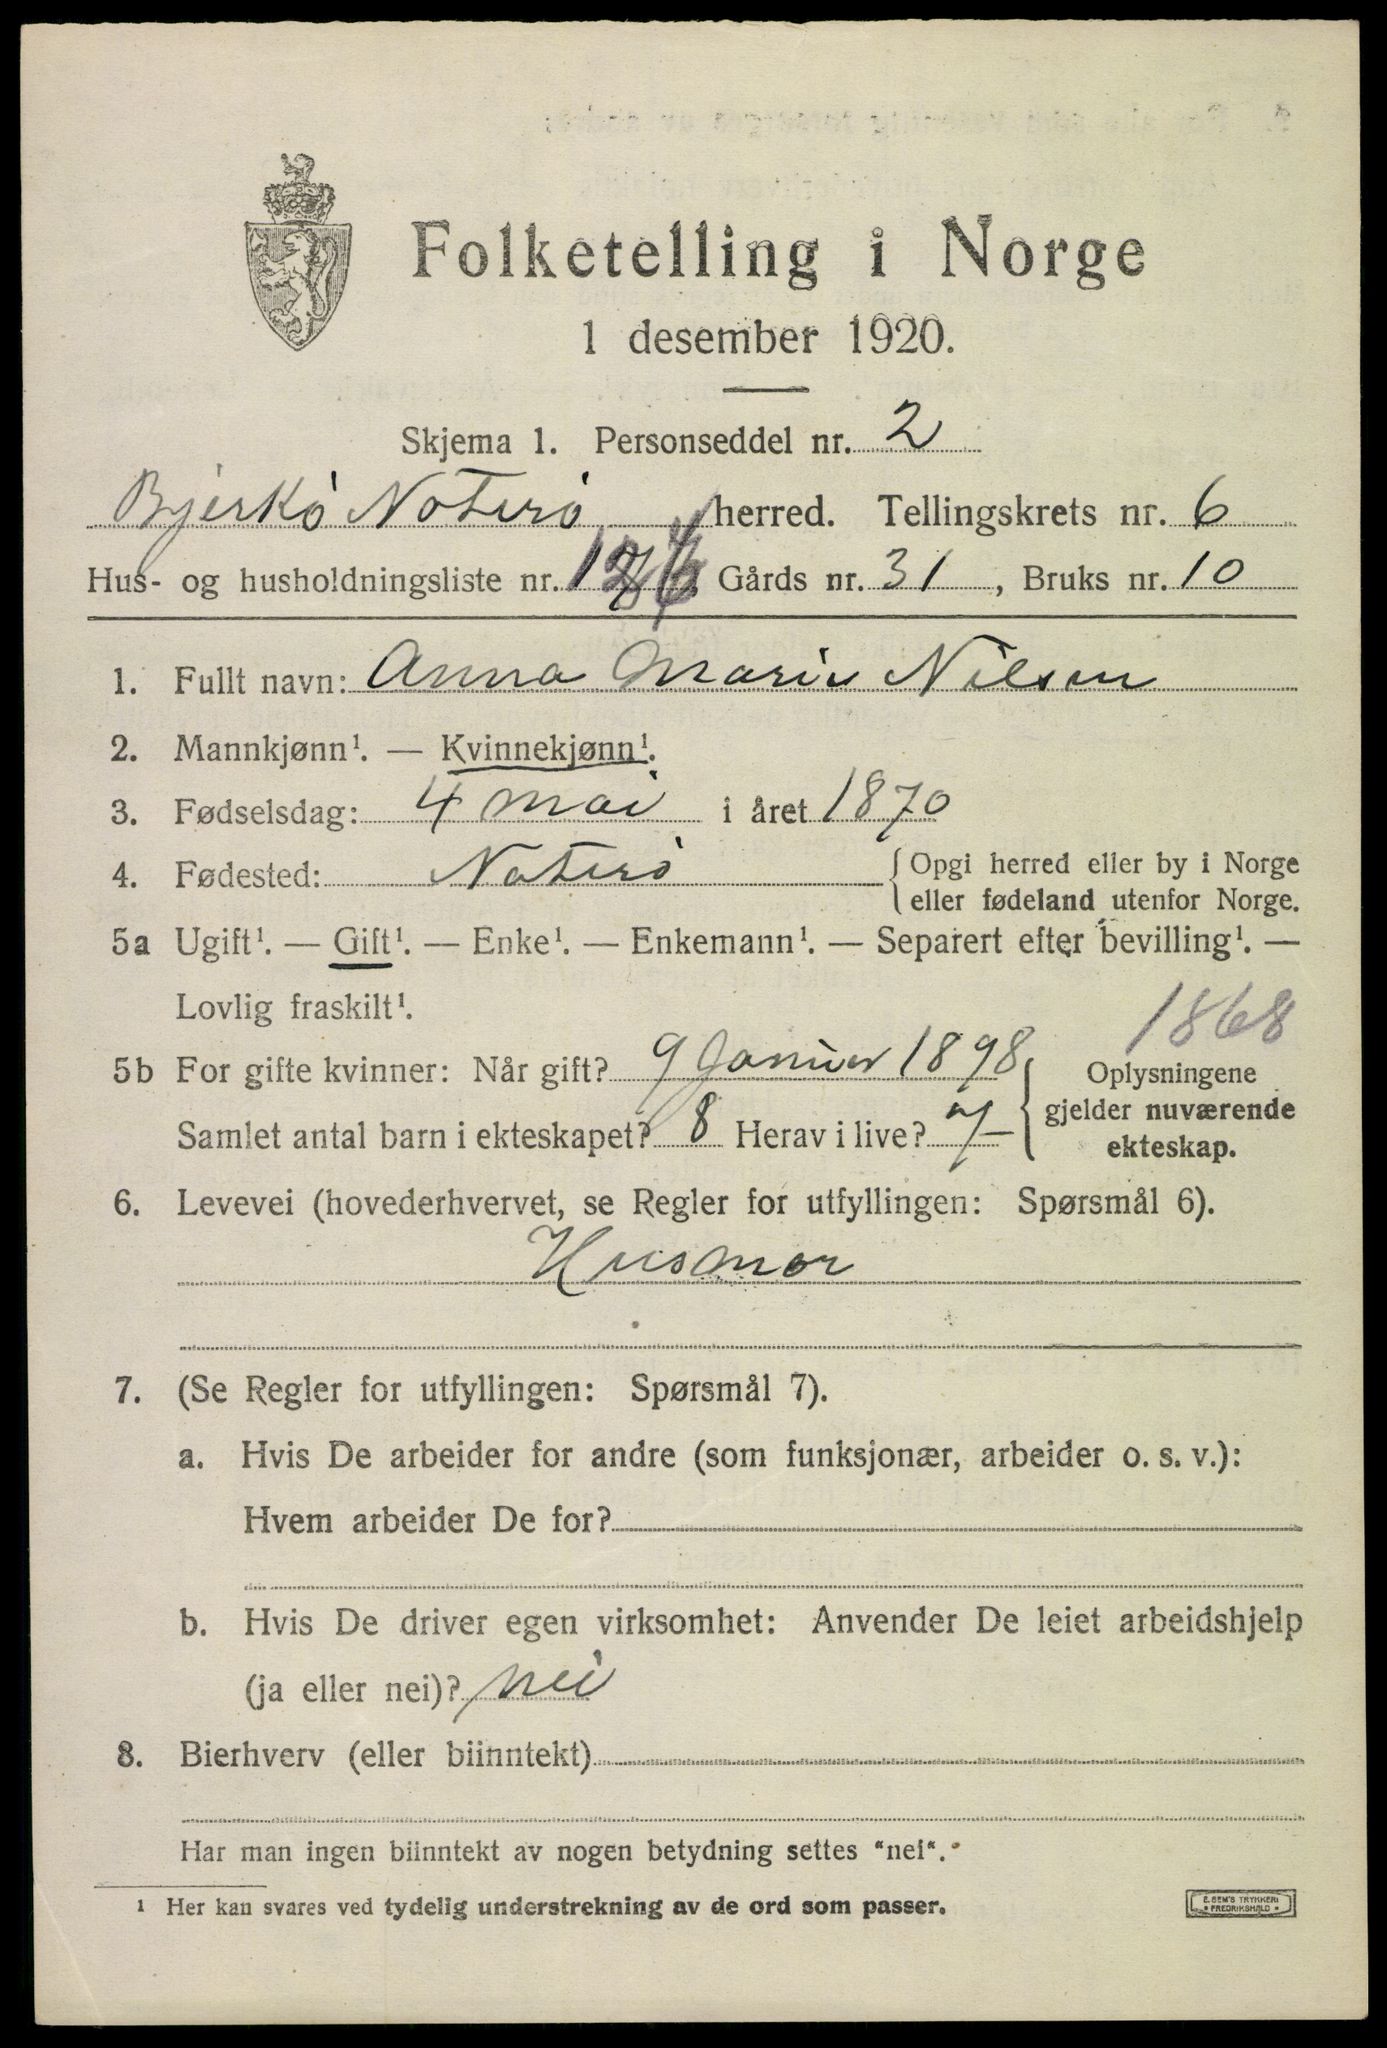 Folketelling i Norge
1 desember 1920.
Skjema 1. Personseddel nr. 2
Bjerkö Noterö herred. Tellingskrets nr. 6
Hus- og husholdningsliste nr. Gårds nr. 31, Bruks nr. 10
1. Fullt navn: Anna Marie Nilsen
2. Mannkjønn¹. — Kvinnekjønn¹.
3. Fødselsdag: 4 mai i året 1870
4. Fødested: Noterö {Opgi herred eller by i Norge
eller fødeland utenfor Norge.
5a Ugift¹. — Gift¹. — Enke¹. — Enkemann¹. — Separert efter bevilling¹. —
Lovlig fraskilt¹.
1868
5b For gifte kvinner: Når gift? 9 Januar 1898 { Oplysningene
Samlet antal barn i ekteskapet? 8 Herav i live? 7 gjelder nuværende
ekteskap.
6. Levevei (hovederhvervet, se Regler for utfyllingen: Spørsmål 6).
Husmor
7. (Se Regler for utfyllingen: Spørsmål 7).
a. Hvis De arbeider for andre (som funksjonær, arbeider o. s. v.):
Hvem arbeider De for?
b. Hvis De driver egen virksomhet: Anvender De leiet arbeidshjelp
(ja eller nei)? nei
8. Bierhverv (eller biinntekt)
Har man ingen biinntekt av nogen betydning settes "nei".
¹ Her kan svares ved tydelig understrekning av de ord som passer.
E. SEM'S TRYKKERI
• FREDRIKSHALD •